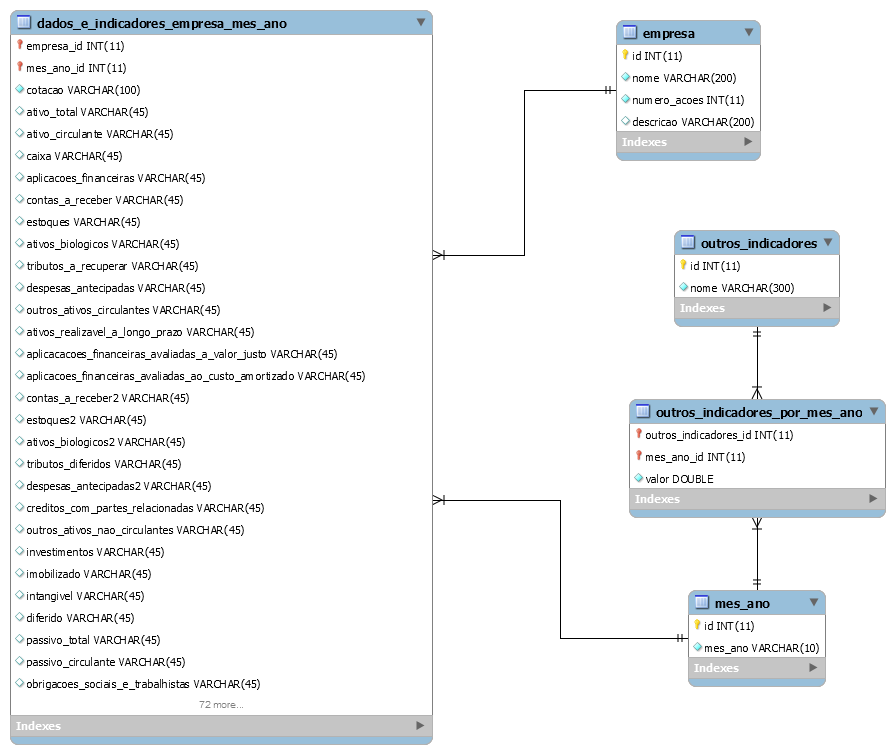 dados_e_indicadores_empresa_mes_ano
empresa_id INT(11)
mes_ano_id INT(11)
cotacao VARCHAR(100)
ativo_total VARCHAR(45)
ativo_circulante VARCHAR(45)
caixa VARCHAR(45)
aplicacoes_financeiras VARCHAR(45)
contas_a_receber VARCHAR(45)
estoques VARCHAR(45)
ativos_biologicos VARCHAR(45)
tributos_a_recuperar VARCHAR(45)
despesas_antecipadas VARCHAR(45)
outros_ativos_circulantes VARCHAR(45)
ativos_realizavel_a_longo_prazo VARCHAR(45)
aplicacacoes_financeiras_avaliadas_a_valor_justo VARCHAR(45)
aplicacoes_financeiras_avaliadas_ao_custo_amortizado VARCHAR(45)
contas_a_receber2 VARCHAR(45)
estoques2 VARCHAR(45)
ativos_biologicos2 VARCHAR(45)
tributos_diferidos VARCHAR(45)
despesas_antecipadas2 VARCHAR(45)
creditos_com_partes_relacionadas VARCHAR(45)
outros_ativos_nao_circulantes VARCHAR(45)
investimentos VARCHAR(45)
imobilizado VARCHAR(45)
intangivel VARCHAR(45)
diferido VARCHAR(45)
passivo_total VARCHAR(45)
passivo_circulante VARCHAR(45)
obrigacoes_sociais_e_trabalhistas VARCHAR(45)
72 more...
Indexes
empresa
id INT(11)
nome VARCHAR(200)
numero_acoes INT(11)
descricao VARCHAR(200)
Indexes
outros_indicadores
id INT(11)
nome VARCHAR(300)
Indexes
outros_indicadores_por_mes_ano
outros_indicadores_id INT(11)
mes_ano_id INT(11)
valor DOUBLE
Indexes
mes_ano
id INT(11)
mes_ano VARCHAR(10)
Indexes